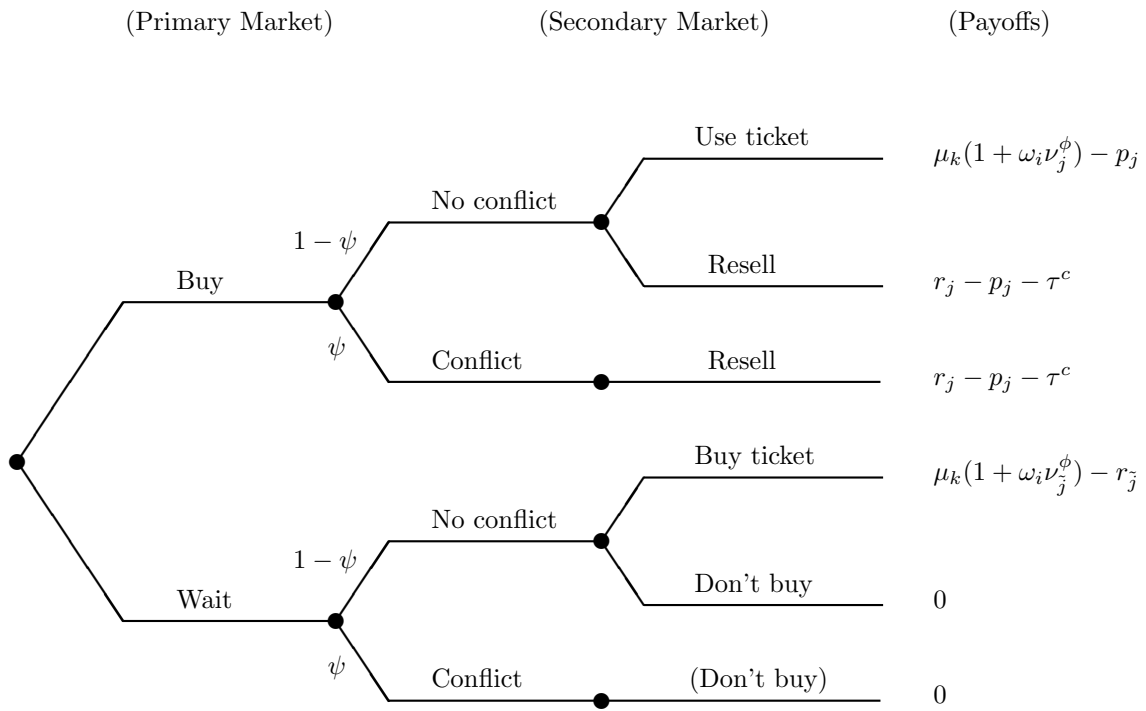 (Primary Market) (Secondary Market) (Payoffs)
Use ticket
μ_k(1 + ω_i ν_j^ϕ) − p_j
No conflict
1 − ψ
Resell
r_j − p_j − τ^c
Buy
ψ
Conflict
Resell
r_j − p_j − τ^c
Buy ticket
μ_k(1 + ω_i ν_j̃^ϕ) − r_j̃
No conflict
1 − ψ
Don't buy
0
Wait
ψ
Conflict
(Don't buy)
0